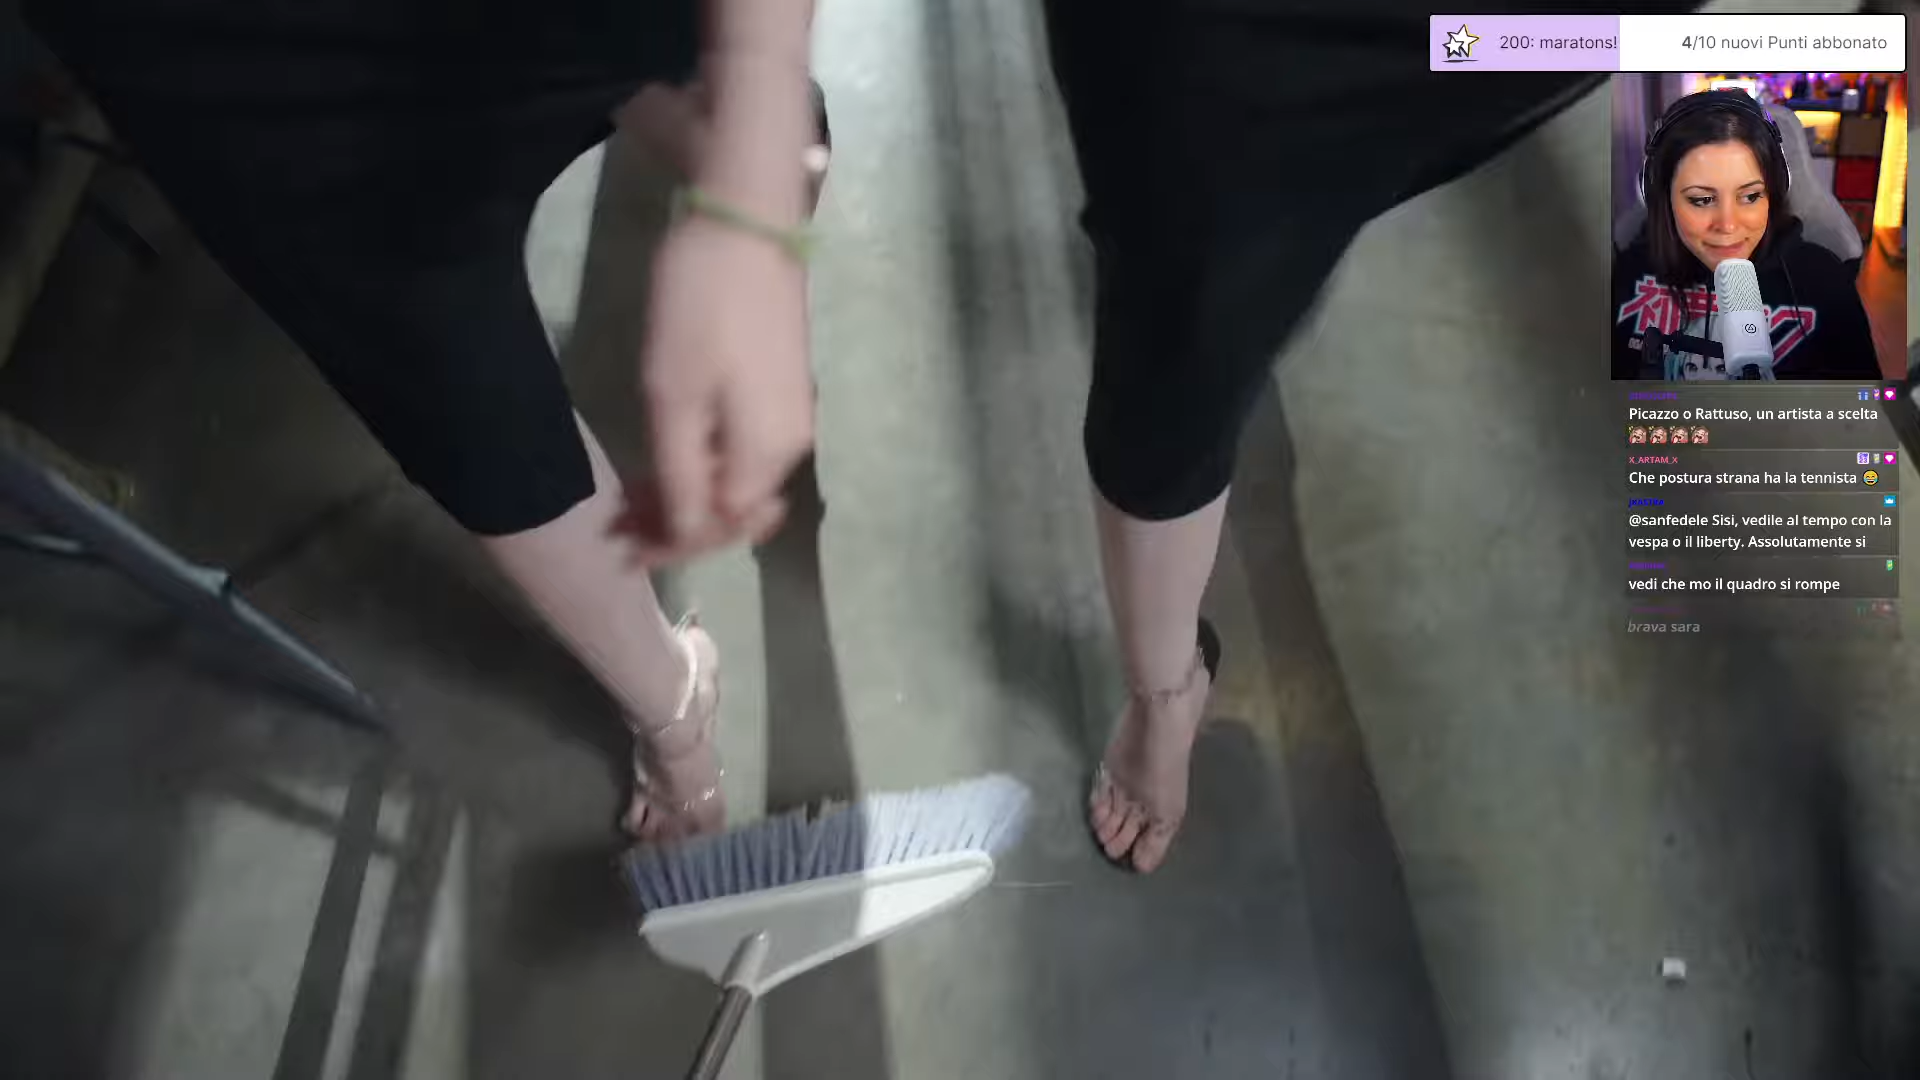 200: maratons!
4/10 nuovi Punti abbonato
Picazzo o Rattuso, un artista a scelta
X_ARTAM_X
Che postura strana ha la tennista
@sanfedele Sisi, vedile al tempo con la
vespa o il liberty. Assolutamente si
vedi che mo il quadro si rompe
brava sara